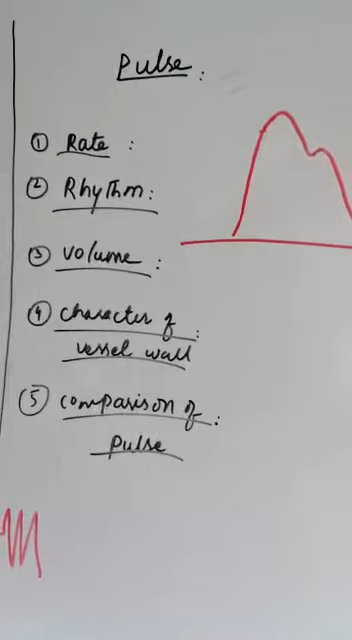 Pulse :
① Rate :
② Rhythm :
③ volume :
④ character of :
vessel wall
⑤ comparison of :
Pulse